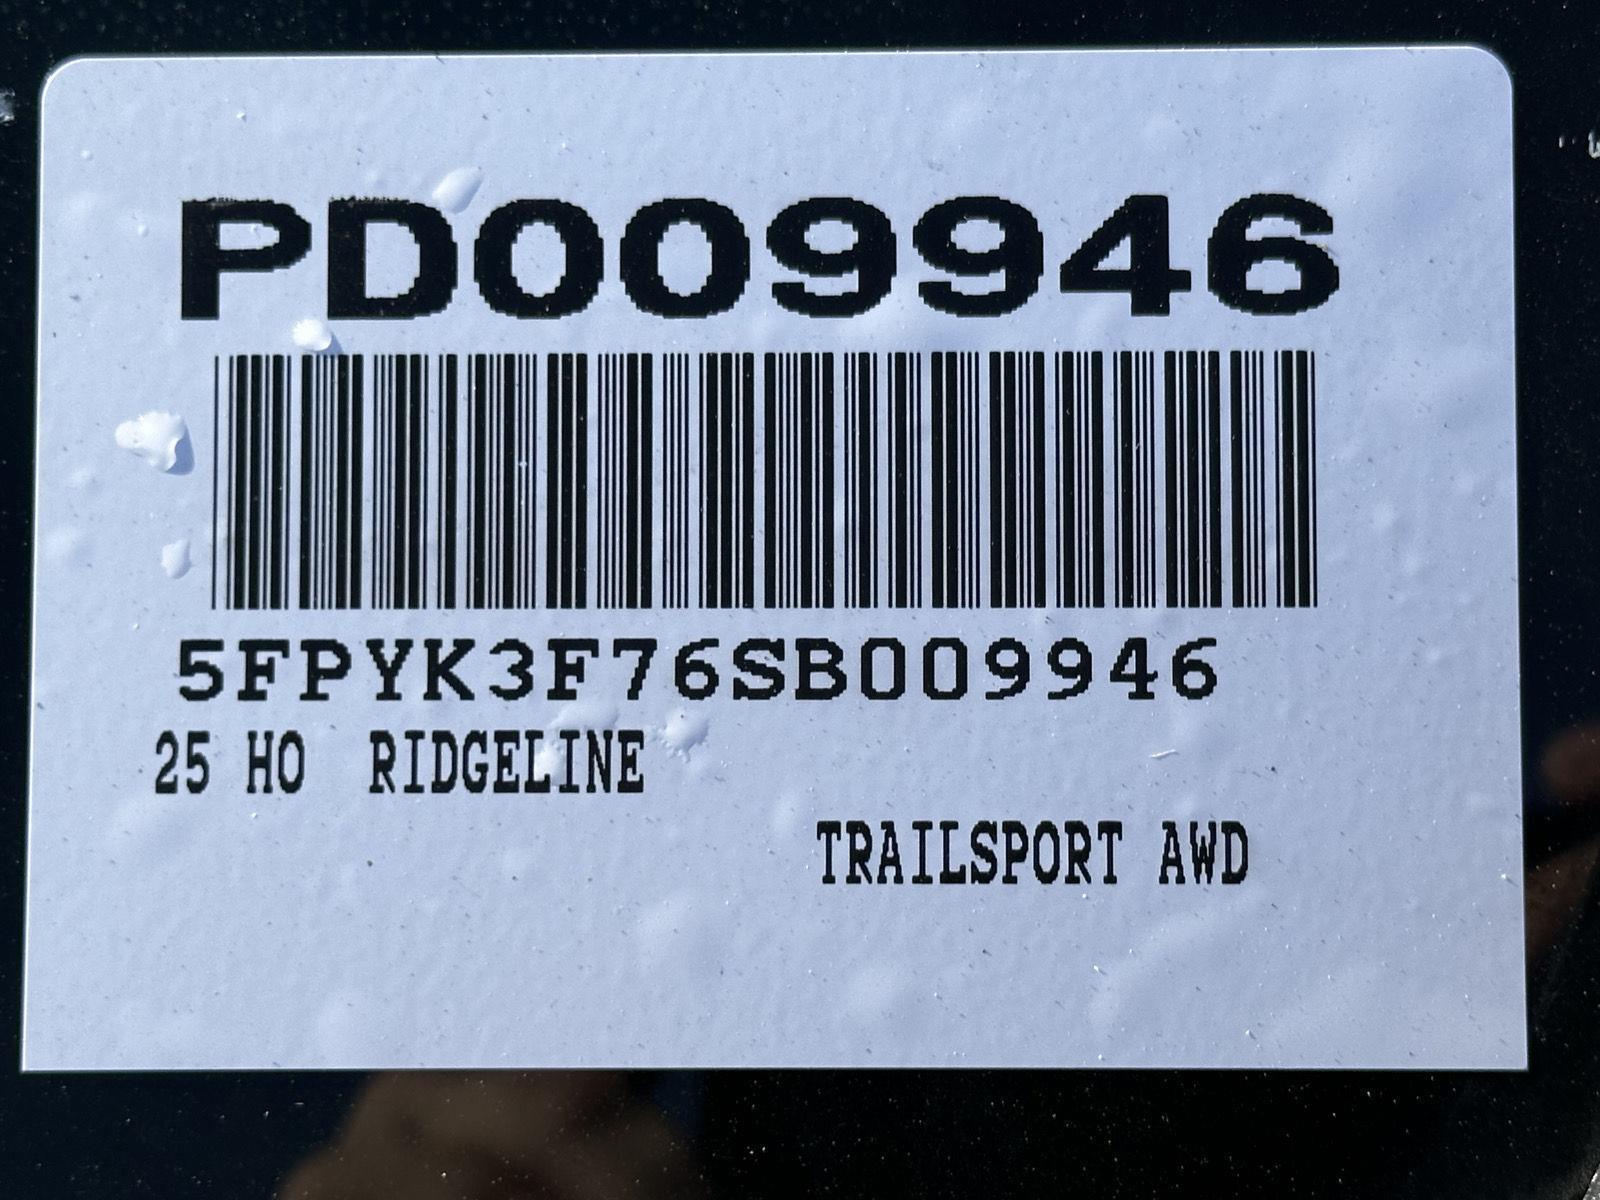 PD009946
5FPYK3F76SB009946
25 HO RIDGELINE
TRAILSPORT AWD